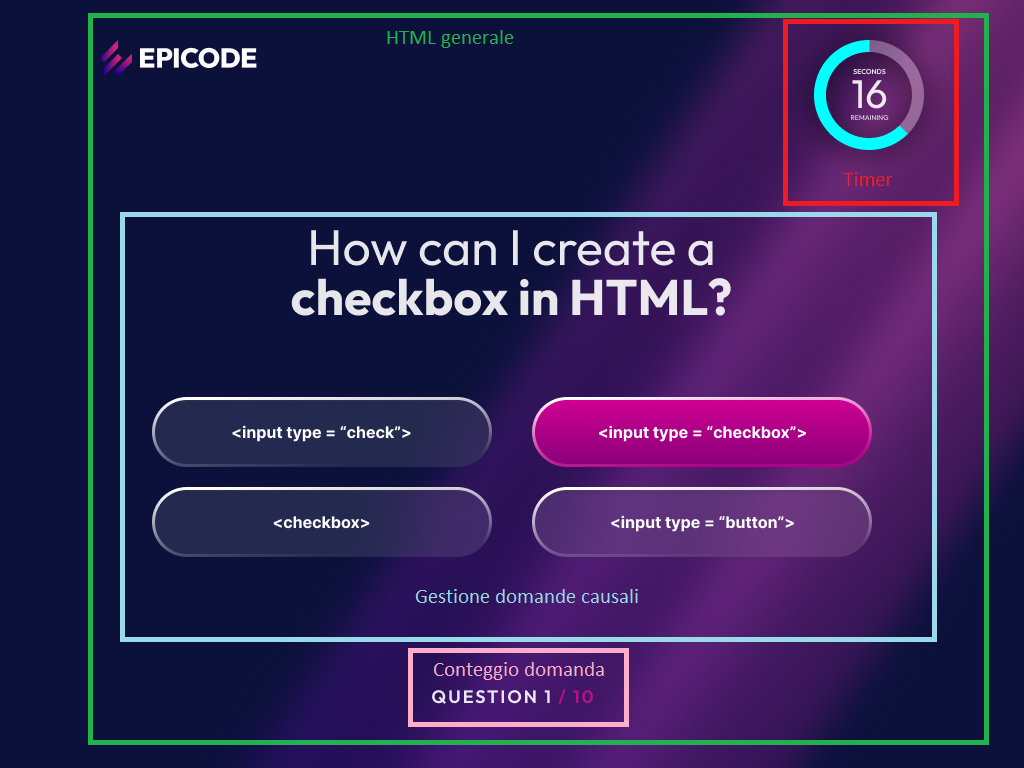 HTML generale
EPICODE
SECONDS
16
REMAINING
Timer
How can I create a
checkbox in HTML?
<input type = “check”>
<input type = “checkbox”>
<checkbox>
<input type = “button”>
Gestione domande causali
Conteggio domanda
QUESTION 1 / 10